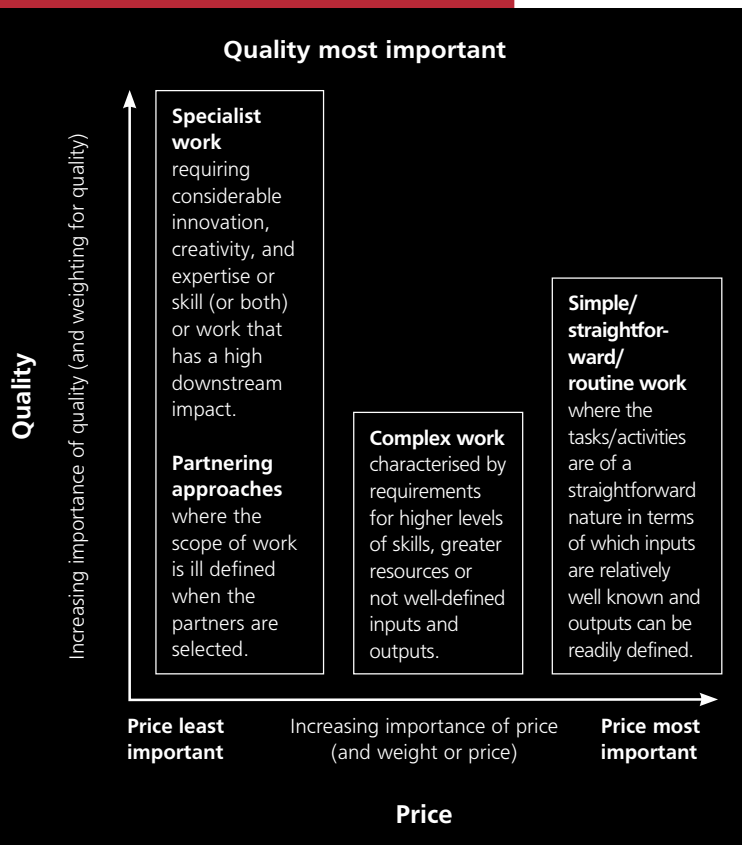 Quality most important
Quality
Increasing importance of quality (and weighting for quality)
Specialist
work
requiring
considerable
innovation,
creativity, and
expertise or
skill (or both)
or work that
has a high
downstream
impact.
Partnering
approaches
where the
scope of work
is ill defined
when the
partners are
selected.
Complex work
characterised by
requirements
for higher levels
of skills, greater
resources or
not well-defined
inputs and
outputs.
Simple/
straightfor-
ward/
routine work
where the
tasks/activities
are of a
straightforward
nature in terms
of which inputs
are relatively
well known and
outputs can be
readily defined.
Price least
important
Increasing importance of price
(and weight or price)
Price most
important
Price